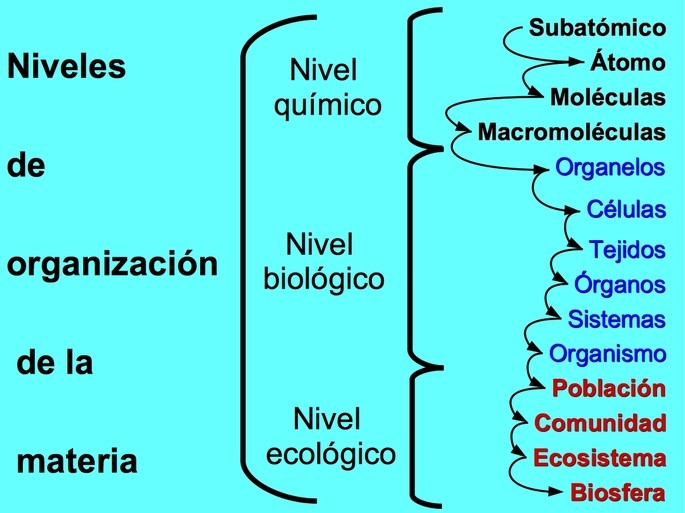 Niveles
de
organización
de la
materia
Nivel
químico
Nivel
biológico
Nivel
ecológico
Subatómico
Átomo
Moléculas
Macromoléculas
Organelos
Células
Tejidos
Órganos
Sistemas
Organismo
Población
Comunidad
Ecosistema
Biosfera